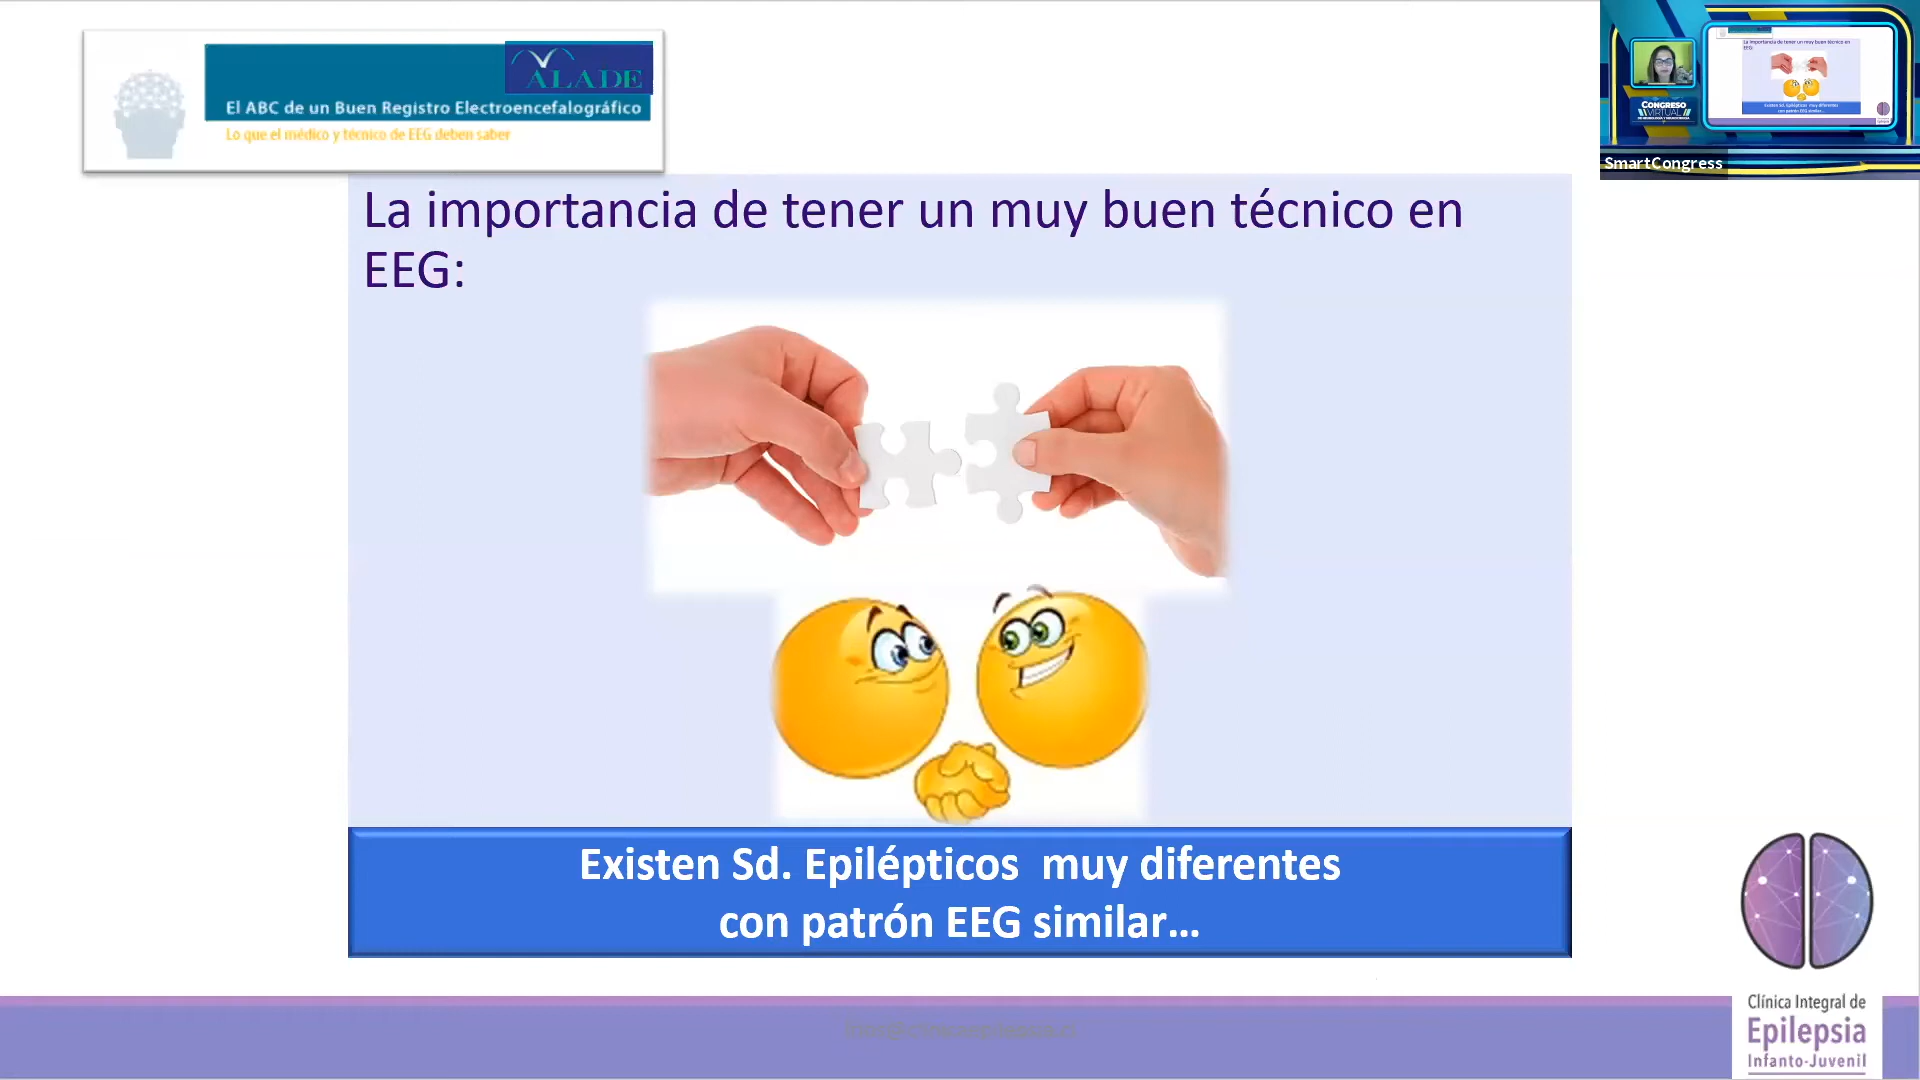 ALADE
El ABC de un Buen Registro Electroencefalográfico
Lo que el médico y técnico de EEG deben saber
La importancia de tener un muy buen técnico en
EEG:
Existen Sd. Epilépticos  muy diferentes
con patrón EEG similar...
CONGRESO
VIRTUAL
SmartCongress
Clínica Integral de
Epilepsia
Infanto-Juvenil